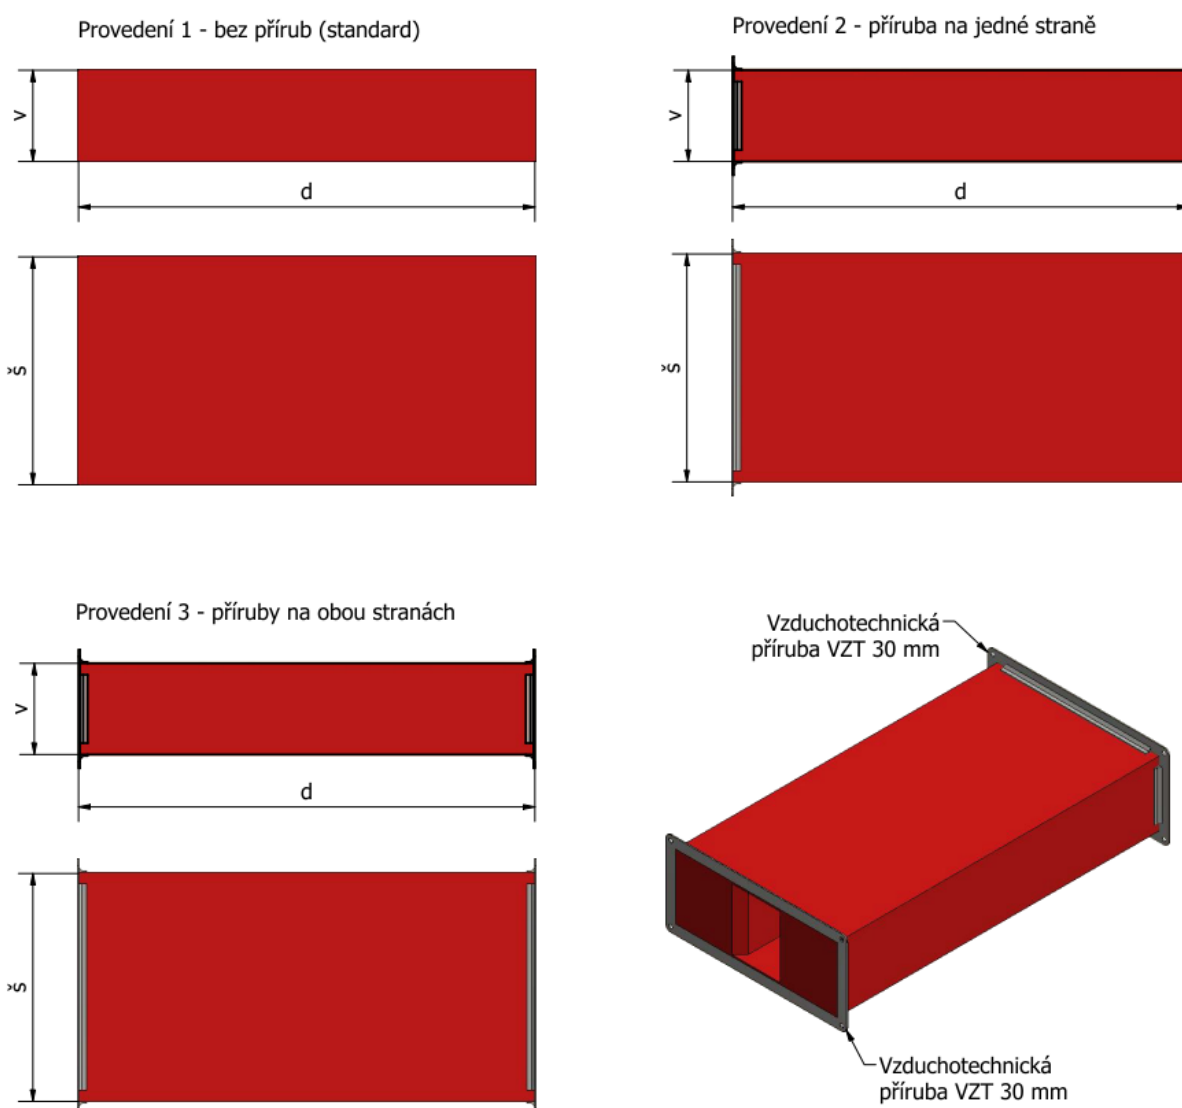 Provedení 1 - bez přírub (standard)
Provedení 2 - příruba na jedné straně
v
d
š
v
d
š
Provedení 3 - příruby na obou stranách
v
d
š
Vzduchotechnická
příruba VZT 30 mm
Vzduchotechnická
příruba VZT 30 mm